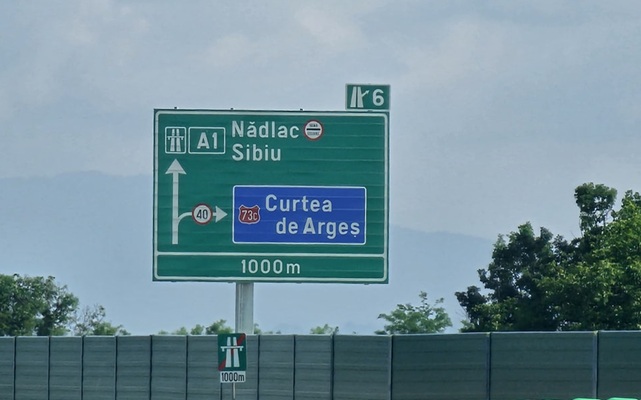 6
A1 Nădlac
Sibiu
40 73C Curtea
de Argeș
1000m
1000m